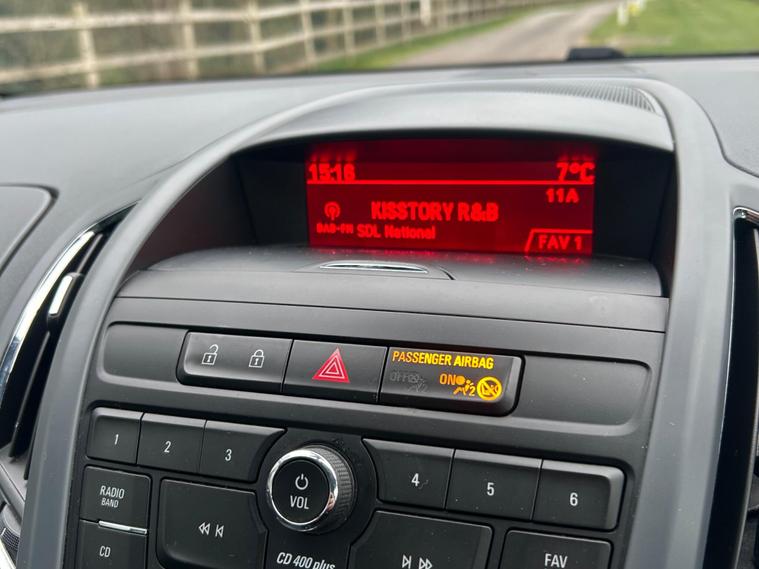 15:16 7°C
11A
KISSTORY R&B
DAB-FM SDL National
FAV 1
PASSENGER AIRBAG
OFF ON 2
1 2 3 4 5 6
RADIO
BAND
VOL
CD CD 400 plus FAV